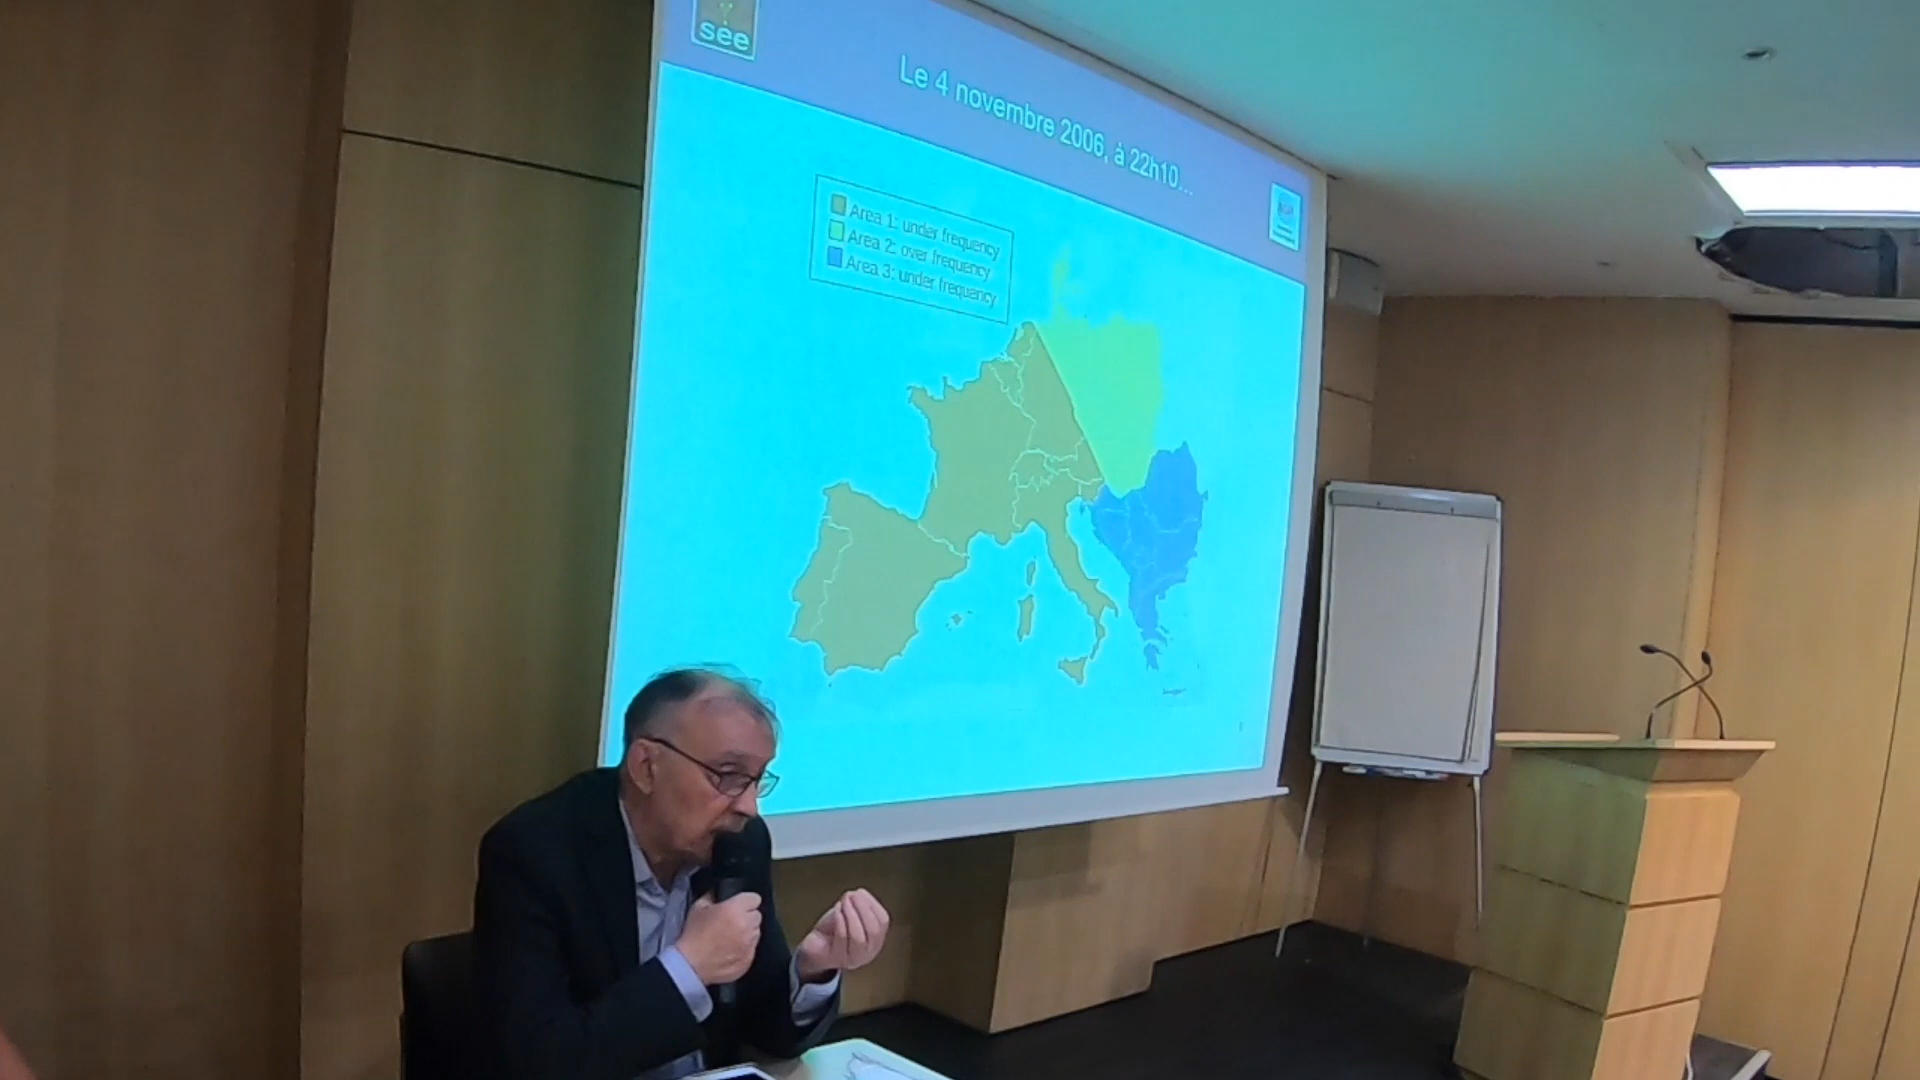 see
Le 4 novembre 2006, à 22h10...
Area 1: under frequency
Area 2: over frequency
Area 3: under frequency